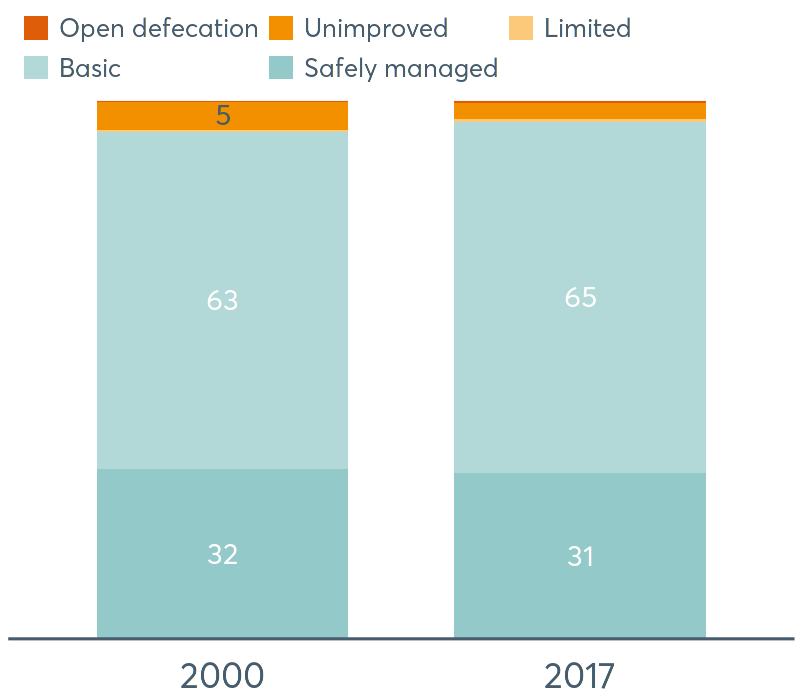 Open defecation Unimproved Limited
Basic Safely managed
5
63 65
32 31
2000 2017